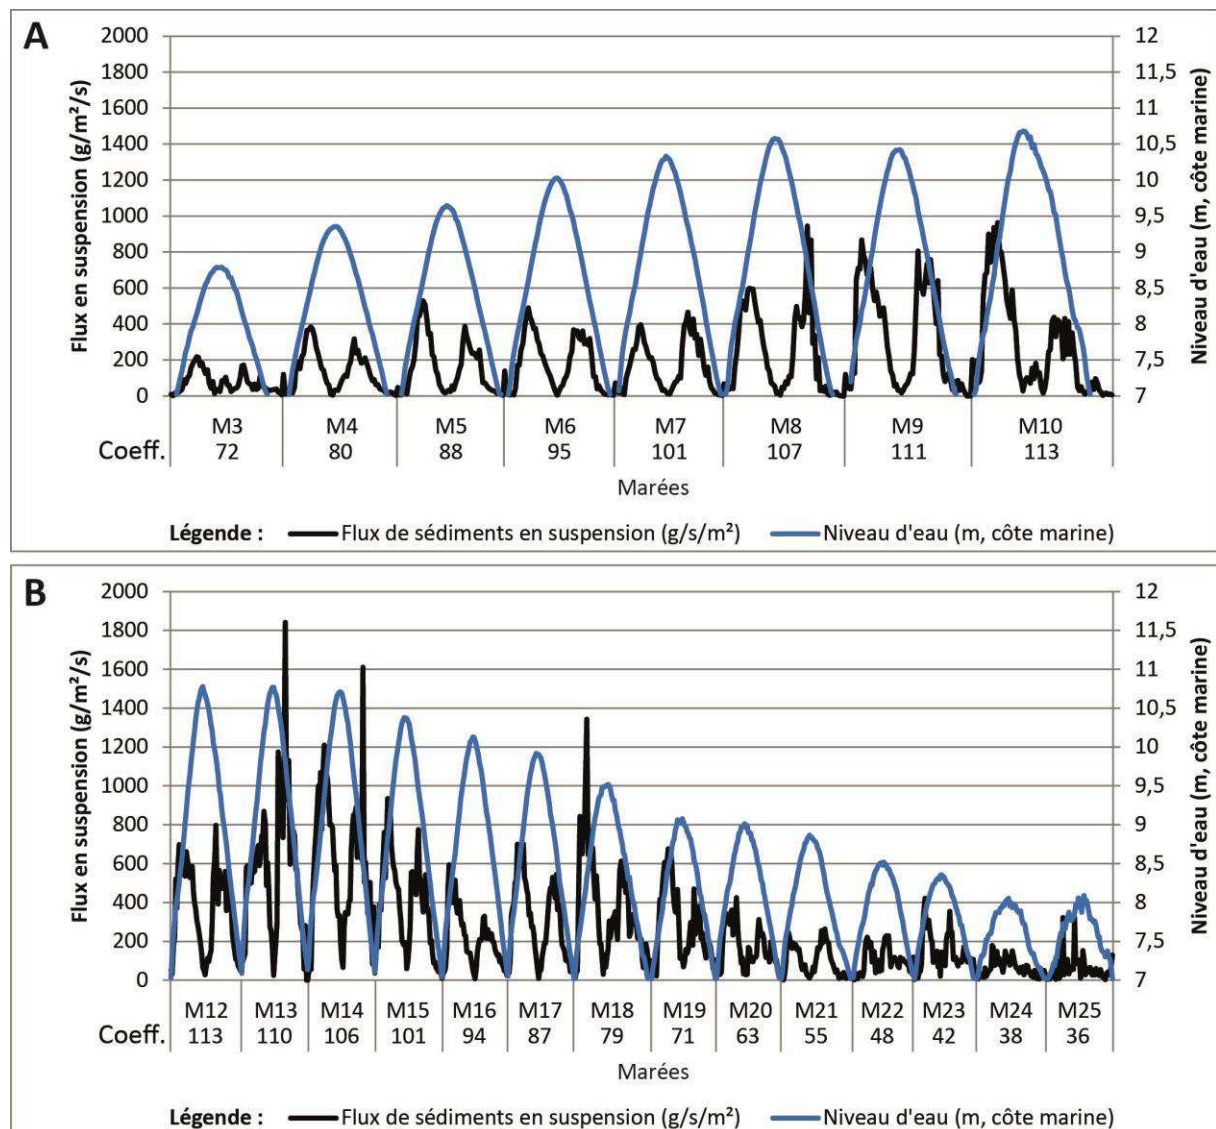 A
Flux en suspension (g/m²/s)
Niveau d'eau (m, côte marine)
2000 12
1800 11,5
1600 11
1400 10,5
1200 10
1000 9,5
800 9
600 8,5
400 8
200 7,5
0 7
M3 M4 M5 M6 M7 M8 M9 M10
Coeff. 72 80 88 95 101 107 111 113
Marées
Légende : Flux de sédiments en suspension (g/s/m²) Niveau d'eau (m, côte marine)
B
Flux en suspension (g/m²/s)
Niveau d'eau (m, côte marine)
2000 12
1800 11,5
1600 11
1400 10,5
1200 10
1000 9,5
800 9
600 8,5
400 8
200 7,5
0 7
M12 M13 M14 M15 M16 M17 M18 M19 M20 M21 M22 M23 M24 M25
Coeff. 113 110 106 101 94 87 79 71 63 55 48 42 38 36
Marées
Légende : Flux de sédiments en suspension (g/s/m²) Niveau d'eau (m, côte marine)